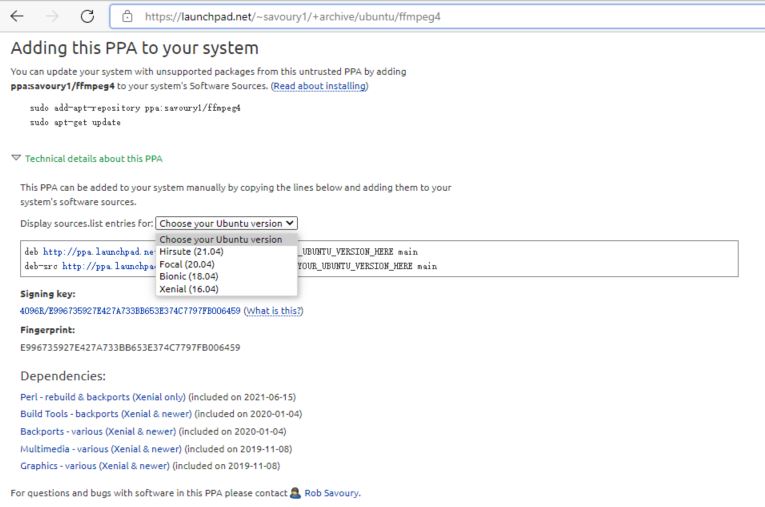 https://launchpad.net/~savoury1/+archive/ubuntu/ffmpeg4
Adding this PPA to your system
You can update your system with unsupported packages from this untrusted PPA by adding
ppa:savoury1/ffmpeg4 to your system's Software Sources. (Read about installing)
sudo add-apt-repository ppa:savoury1/ffmpeg4
sudo apt-get update
Technical details about this PPA
This PPA can be added to your system manually by copying the lines below and adding them to your
system's software sources.
Display sources.list entries for: Choose your Ubuntu version
Choose your Ubuntu version
Hirsute (21.04)
Focal (20.04)
Bionic (18.04)
Xenial (16.04)
deb http://ppa.launchpad.ne _UBUNTU_VERSION_HERE main
deb-src http://ppa.launchpa YOUR_UBUNTU_VERSION_HERE main
Signing key:
4096R/E996735927E427A733BB653E374C7797FB006459 (What is this?)
Fingerprint:
E996735927E427A733BB653E374C7797FB006459
Dependencies:
Perl - rebuild & backports (Xenial only) (included on 2021-06-15)
Build Tools - backports (Xenial & newer) (included on 2020-01-04)
Backports - various (Xenial & newer) (included on 2020-01-04)
Multimedia - various (Xenial & newer) (included on 2019-11-08)
Graphics - various (Xenial & newer) (included on 2019-11-08)
For questions and bugs with software in this PPA please contact Rob Savoury.